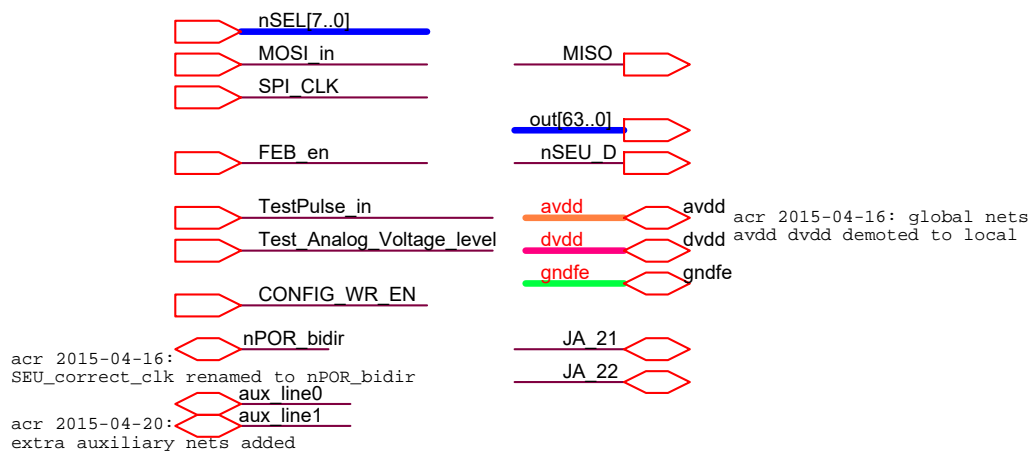 nSEL[7..0]
MOSI_in
MISO
SPI_CLK
out[63..0]
FEB_en
nSEU_D
TestPulse_in
avdd
avdd
acr 2015-04-16: global nets
avdd dvdd demoted to local
Test_Analog_Voltage_level
dvdd
dvdd
gndfe
gndfe
CONFIG_WR_EN
nPOR_bidir
JA_21
acr 2015-04-16:
SEU_correct_clk renamed to nPOR_bidir
JA_22
aux_line0
aux_line1
acr 2015-04-20:
extra auxiliary nets added